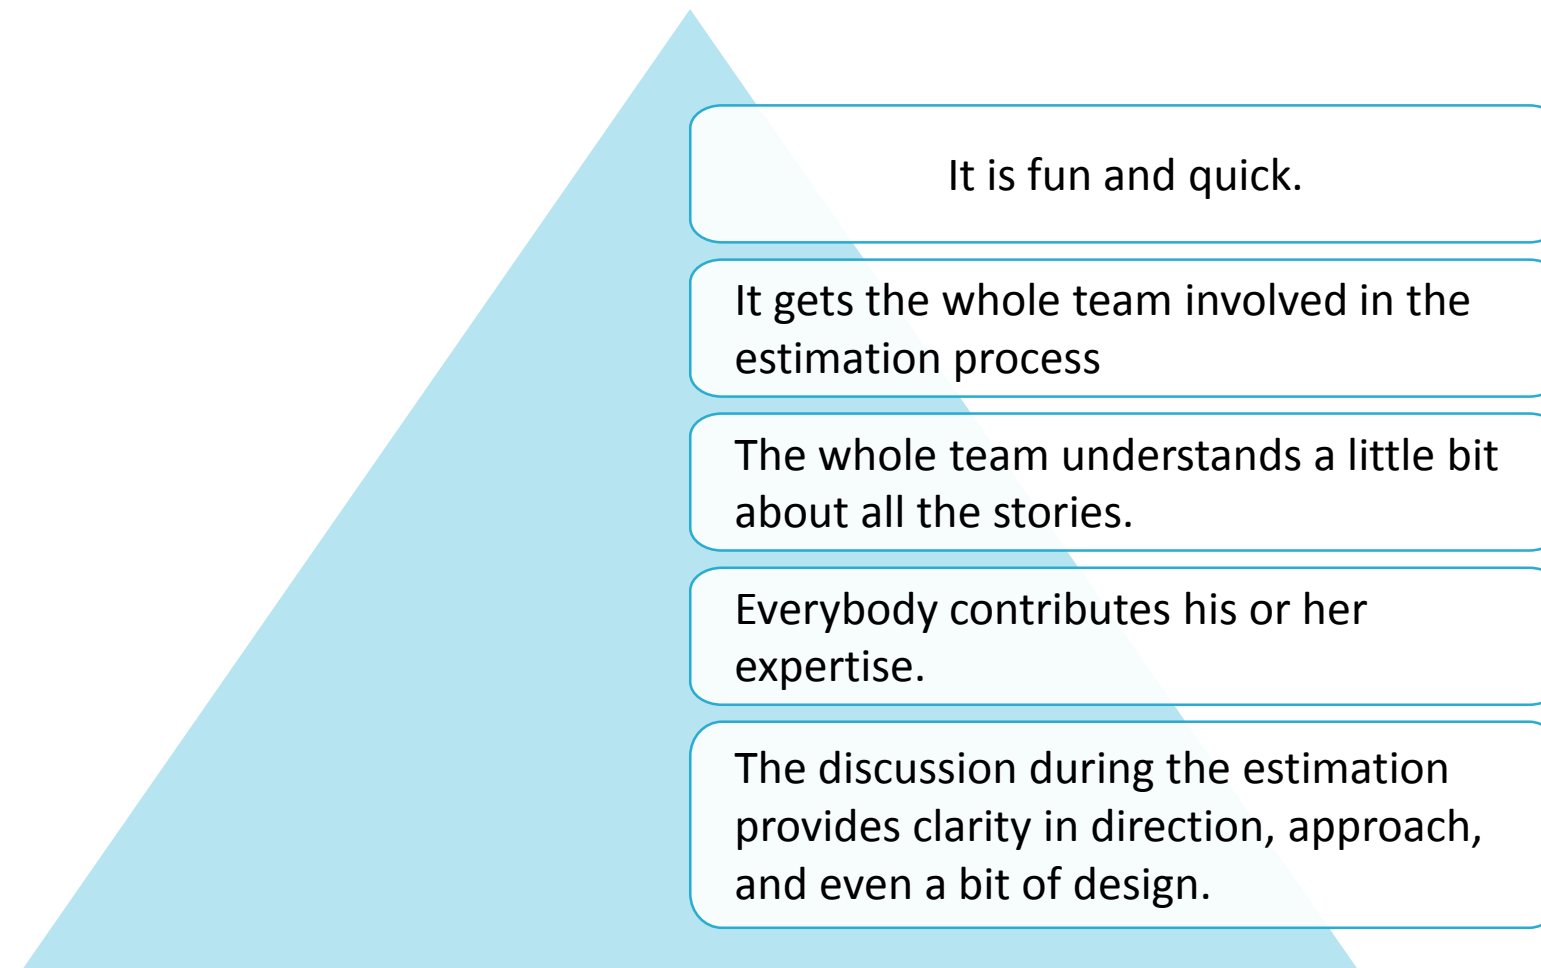 It is fun and quick.
It gets the whole team involved in the
estimation process
The whole team understands a little bit
about all the stories.
Everybody contributes his or her
expertise.
The discussion during the estimation
provides clarity in direction, approach,
and even a bit of design.